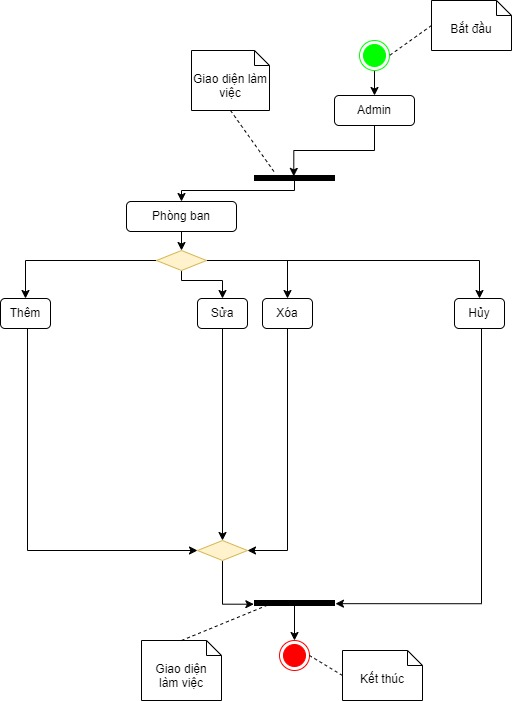 Bắt đầu
Giao diện làm
việc
Admin
Phòng ban
Thêm
Sửa
Xóa
Hủy
Giao diện
làm việc
Kết thúc